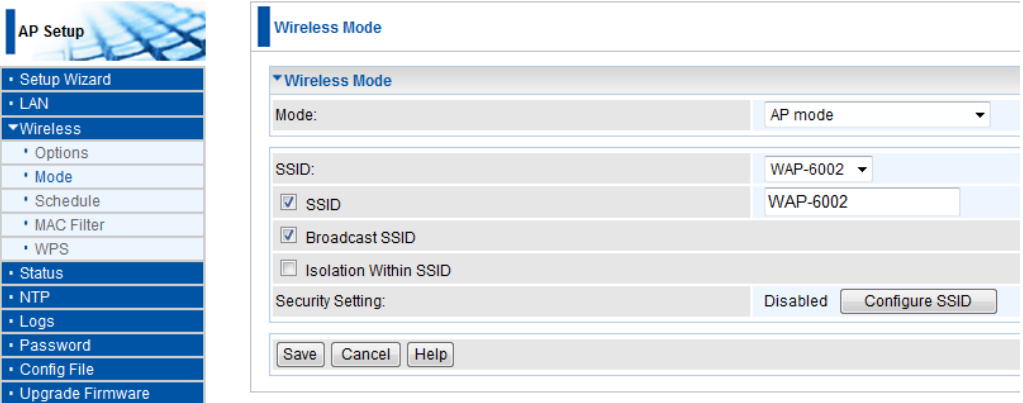 AP Setup
Setup Wizard
LAN
Wireless
Options
Mode
Schedule
MAC Filter
WPS
Status
NTP
Logs
Password
Config File
Upgrade Firmware
Wireless Mode
Wireless Mode
Mode: AP mode
SSID: WAP-6002
SSID WAP-6002
Broadcast SSID
Isolation Within SSID
Security Setting: Disabled Configure SSID
Save Cancel Help